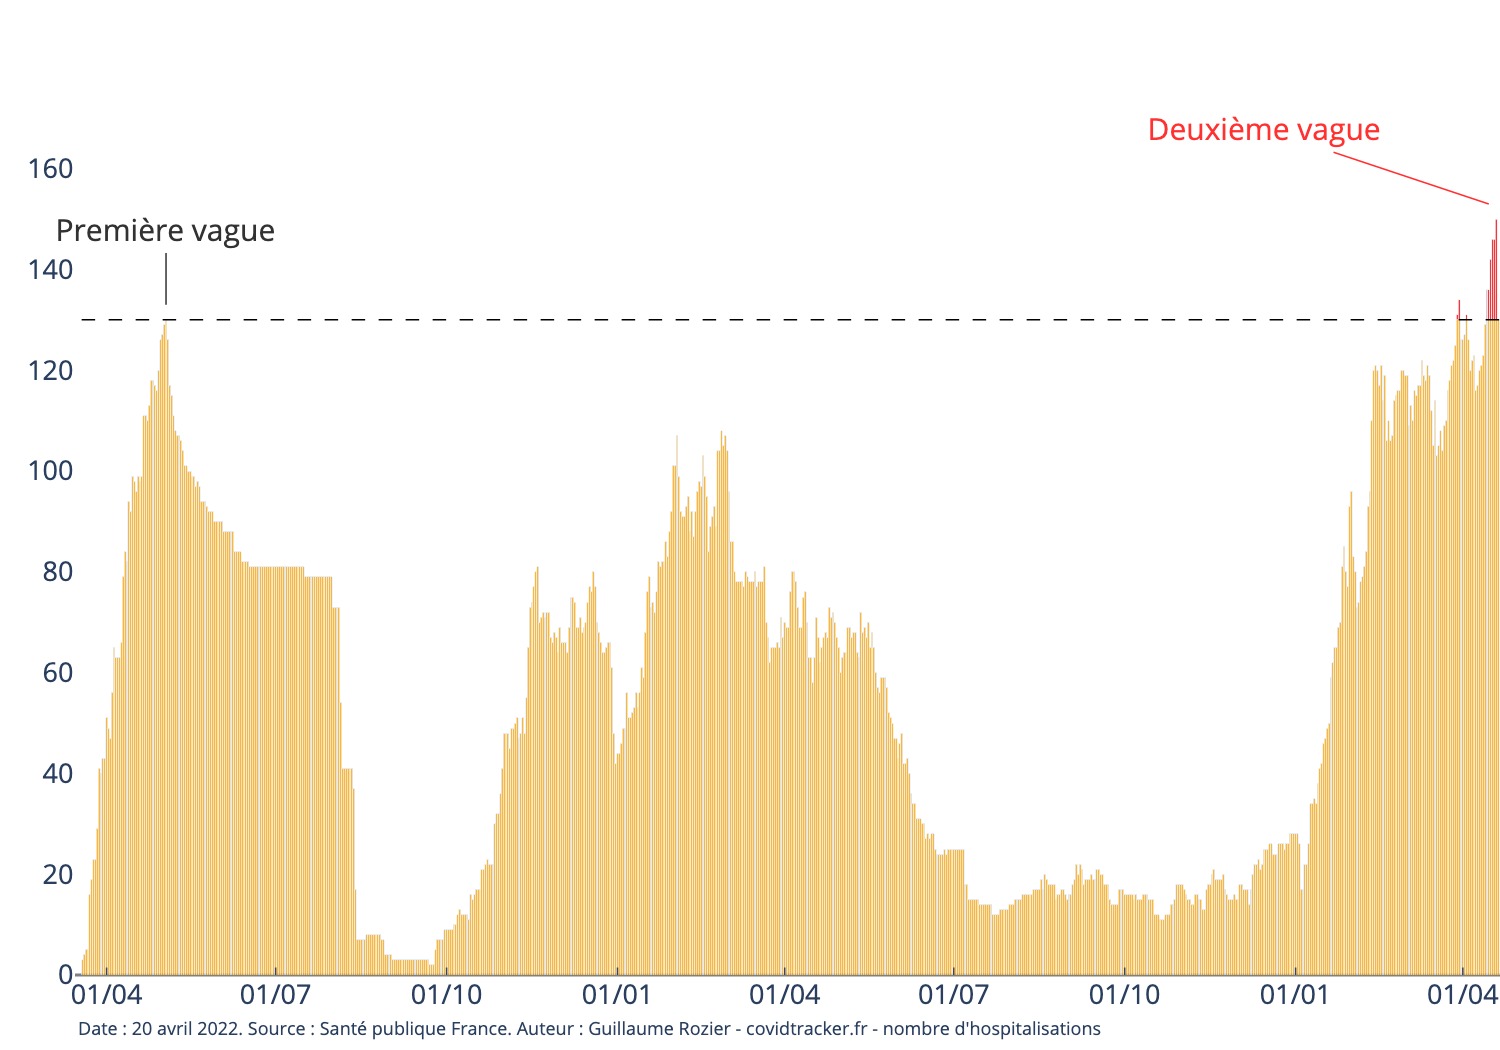 Deuxième vague
160
Première vague
140
120
100
80
60
40
20
0
01/04 01/07 01/10 01/01 01/04 01/07 01/10 01/01 01/04
Date : 20 avril 2022. Source : Santé publique France. Auteur : Guillaume Rozier - covidtracker.fr - nombre d'hospitalisations